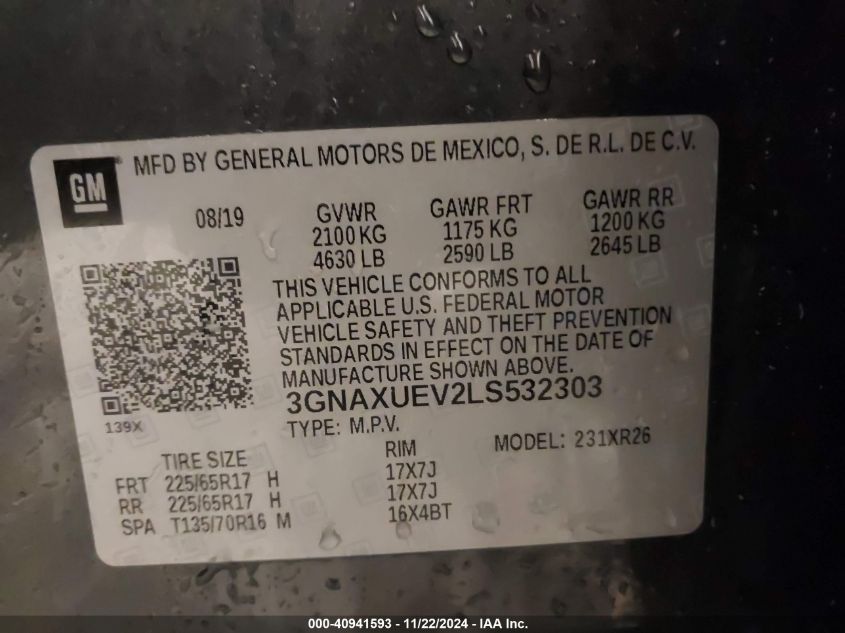 GM
MFD BY GENERAL MOTORS DE MEXICO, S. DE R.L. DE C.V.
08/19 GVWR GAWR FRT GAWR RR
2100 KG 1175 KG 1200 KG
4630 LB 2590 LB 2645 LB
THIS VEHICLE CONFORMS TO ALL
APPLICABLE U.S. FEDERAL MOTOR
VEHICLE SAFETY AND THEFT PREVENTION
STANDARDS IN EFFECT ON THE DATE OF
MANUFACTURE SHOWN ABOVE.
3GNAXUEV2LS532303
139X
TYPE: M.P.V. MODEL: 231XR26
TIRE SIZE RIM
FRT 225/65R17 H 17X7J
RR 225/65R17 H 17X7J
SPA T135/70R16 M 16X4BT
000-40941593 - 11/22/2024 - IAA Inc.